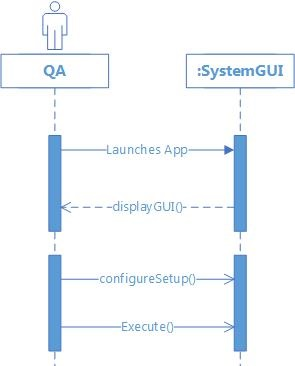 QA
:SystemGUI
Launches App
displayGUI()
configureSetup()
Execute()